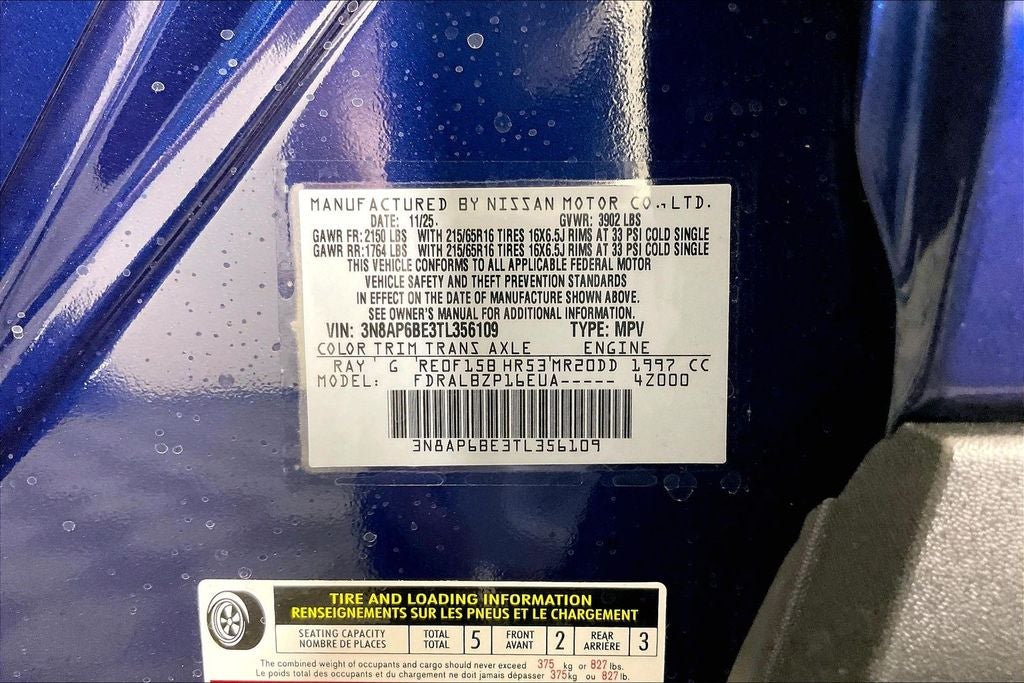 MANUFACTURED BY NISSAN MOTOR CO., LTD.
DATE: 11/25. GVWR: 3902 LBS
GAWR FR: 2150 LBS WITH 215/65R16 TIRES 16X6.5J RIMS AT 33 PSI COLD SINGLE
GAWR RR: 1764 LBS WITH 215/65R16 TIRES 16X6.5J RIMS AT 33 PSI COLD SINGLE
THIS VEHICLE CONFORMS TO ALL APPLICABLE FEDERAL MOTOR
VEHICLE SAFETY AND THEFT PREVENTION STANDARDS
IN EFFECT ON THE DATE OF MANUFACTURE SHOWN ABOVE.
SEE OWNER'S MANUAL FOR ADDITIONAL INFORMATION.
VIN: 3N8AP6BE3TL356109 TYPE: MPV
COLOR TRIM TRANS AXLE ENGINE
RAY ' G 'RE0F15B HR53'MR20DD 1997 CC
MODEL: FDRALBZP16EUA----- 4Z000
3N8AP6BE3TL356109
TIRE AND LOADING INFORMATION
RENSEIGNEMENTS SUR LES PNEUS ET LE CHARGEMENT
SEATING CAPACITY TOTAL 5 FRONT 2 REAR 3
NOMBRE DE PLACES TOTAL AVANT ARRIÈRE
The combined weight of occupants and cargo should never exceed 375 kg or 827 lbs.
Le poids total des occupants et du chargement ne doit jamais dépasser 375kg ou 827 lb.